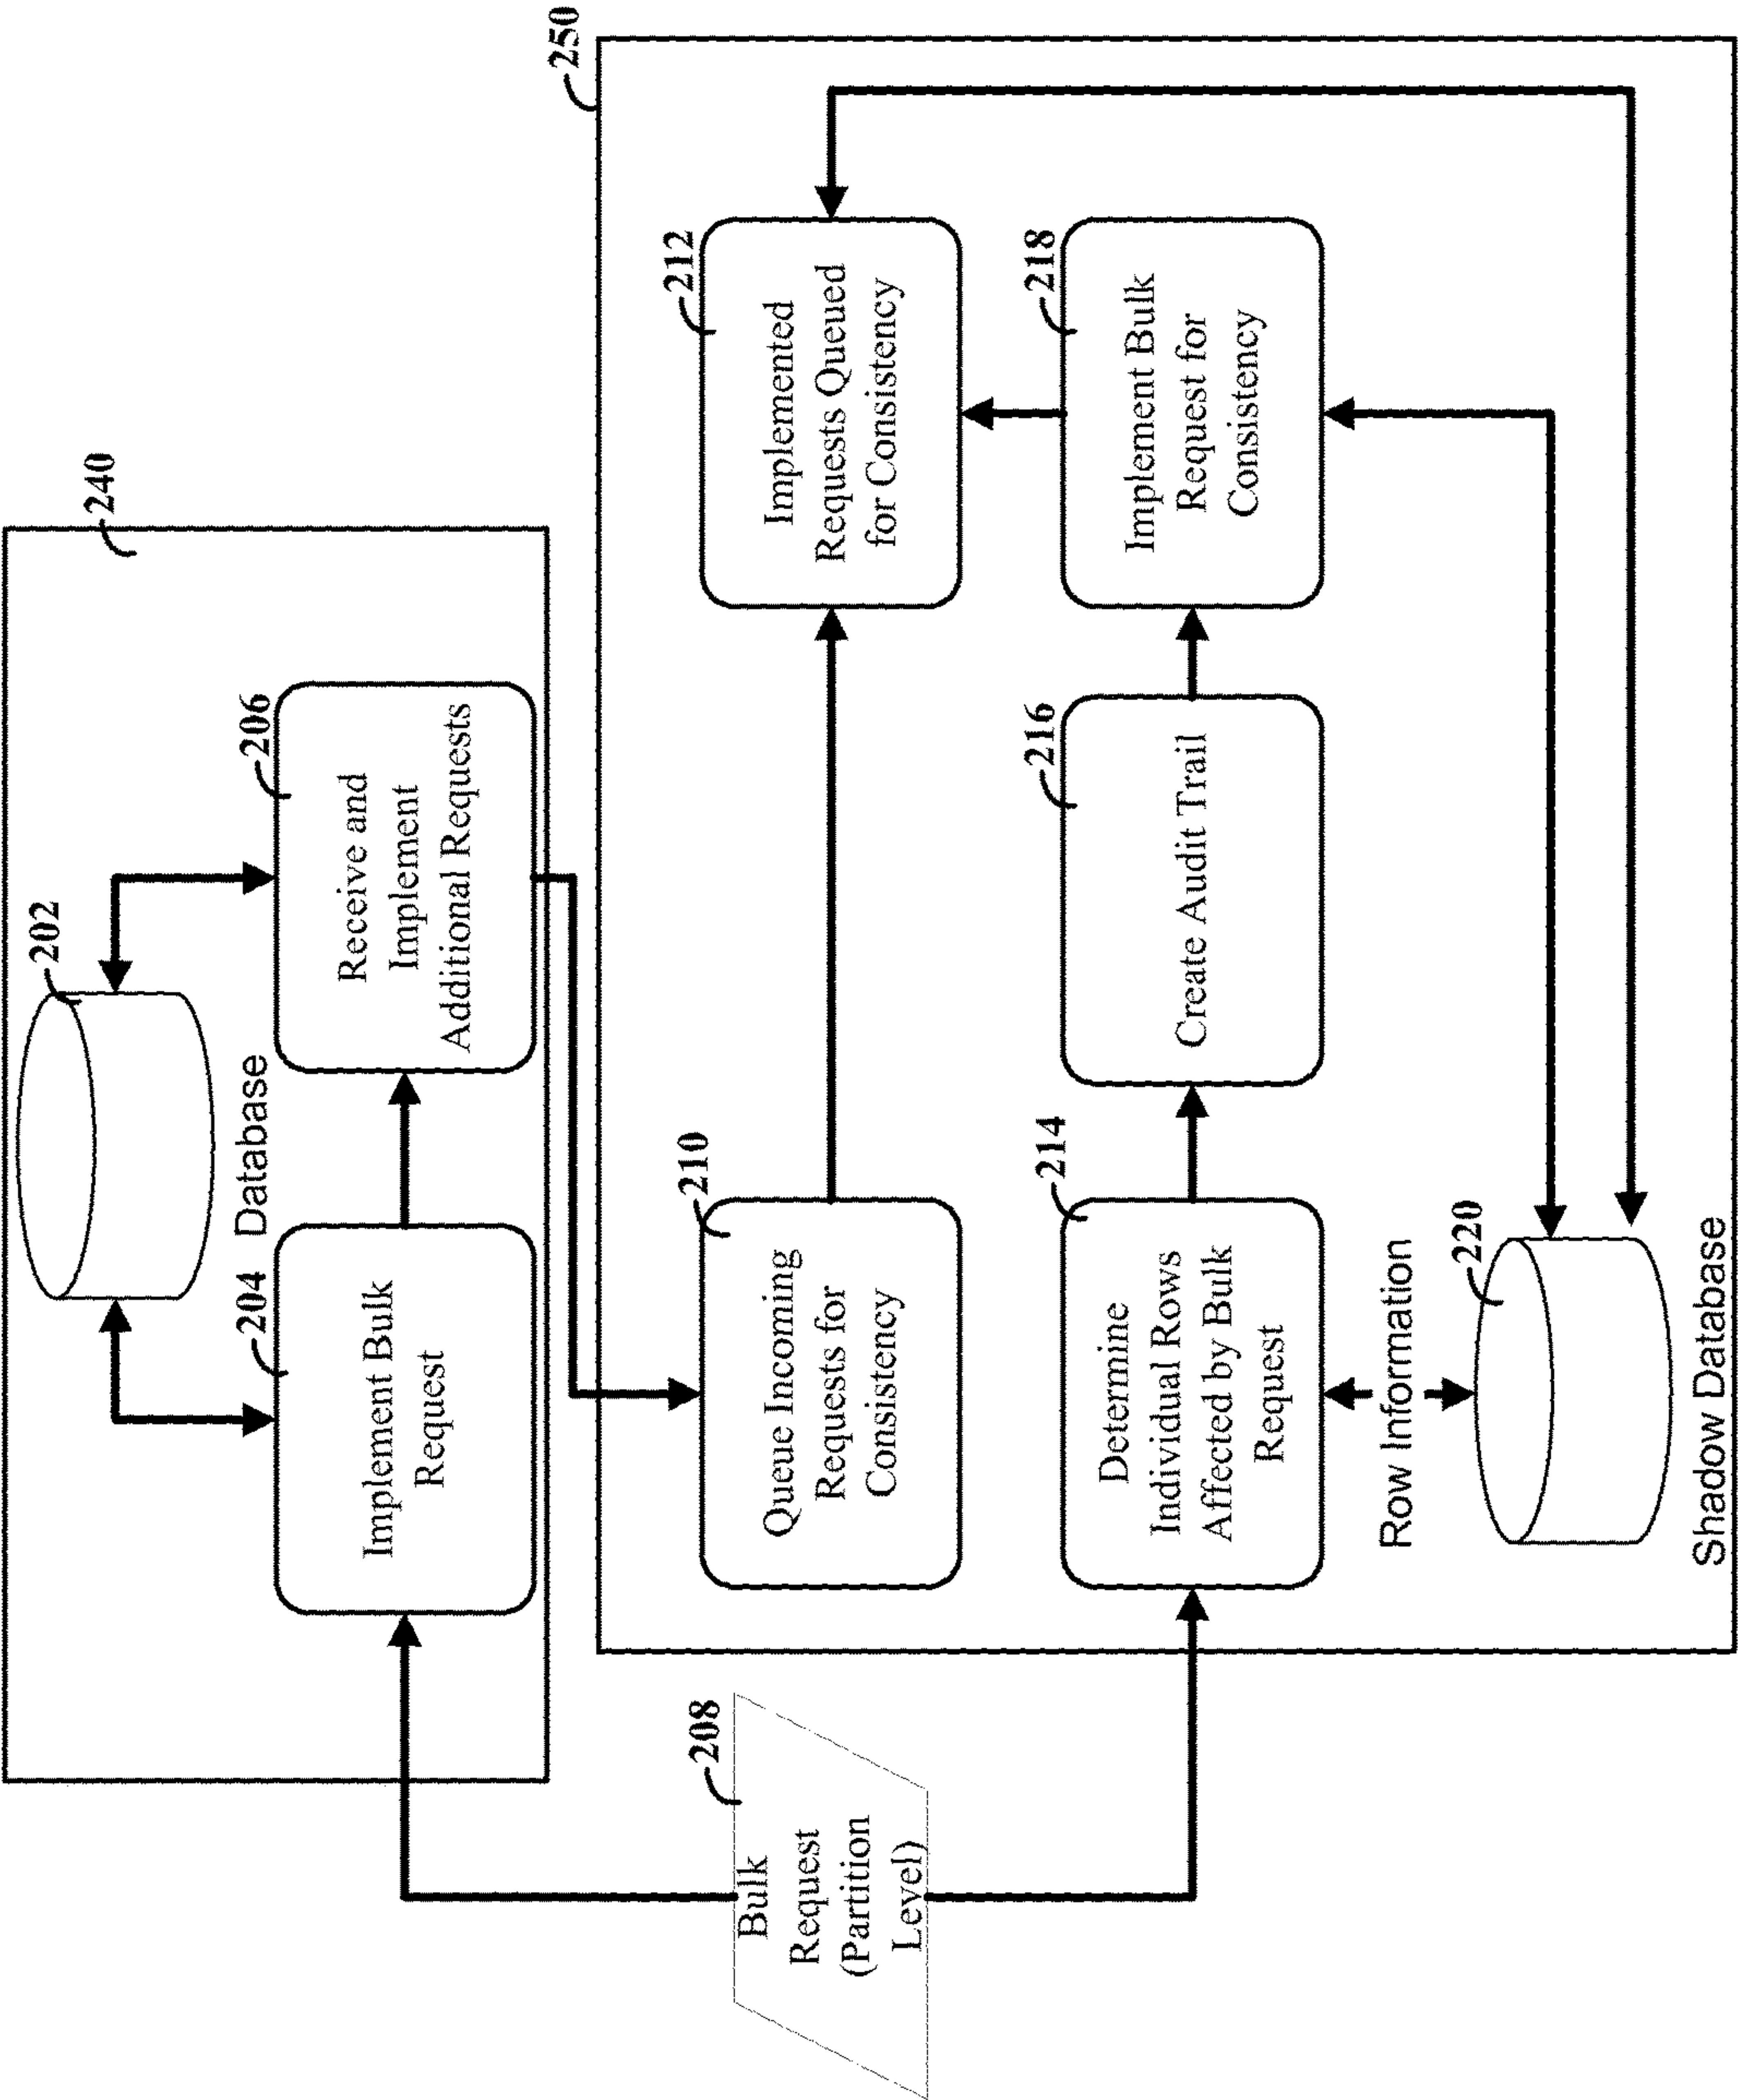 240
202
Database
204
Implement Bulk
Request
206
Receive and
Implement
Additional Requests
208
Bulk
Request
(Partition
Level)
250
210
Queue Incoming
Requests for
Consistency
212
Implemented
Requests Queued
for Consistency
214
Determine
Individual Rows
Affected by Bulk
Request
216
Create Audit Trail
218
Implement Bulk
Request for
Consistency
Row Information
220
Shadow Database